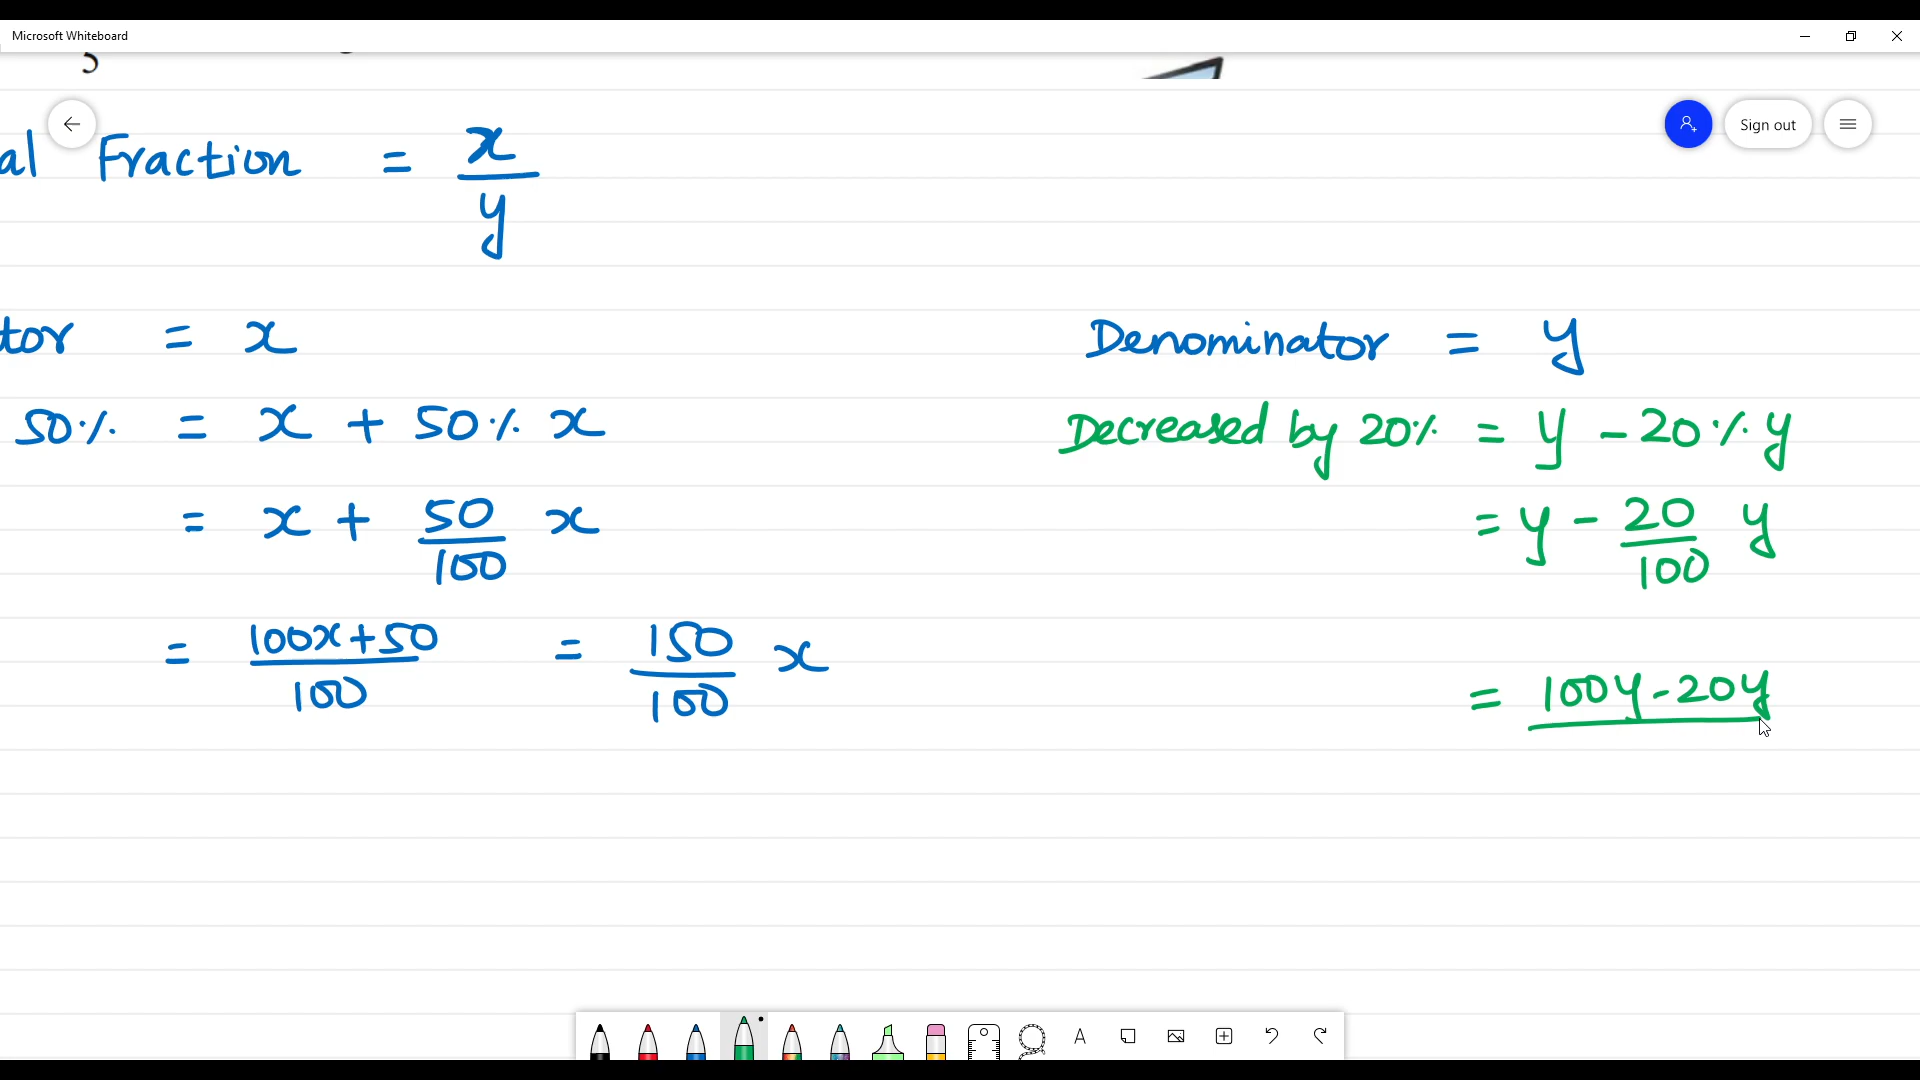 Microsoft Whiteboard
5
Sign out
al Fraction = x/y
tor = x
50% = x + 50% x
= x + 50/100 x
= 100x+50/100 = 150/100 x
Denominator = y
Decreased by 20% = y - 20% y
= y - 20/100 y
= 100y-20y
A